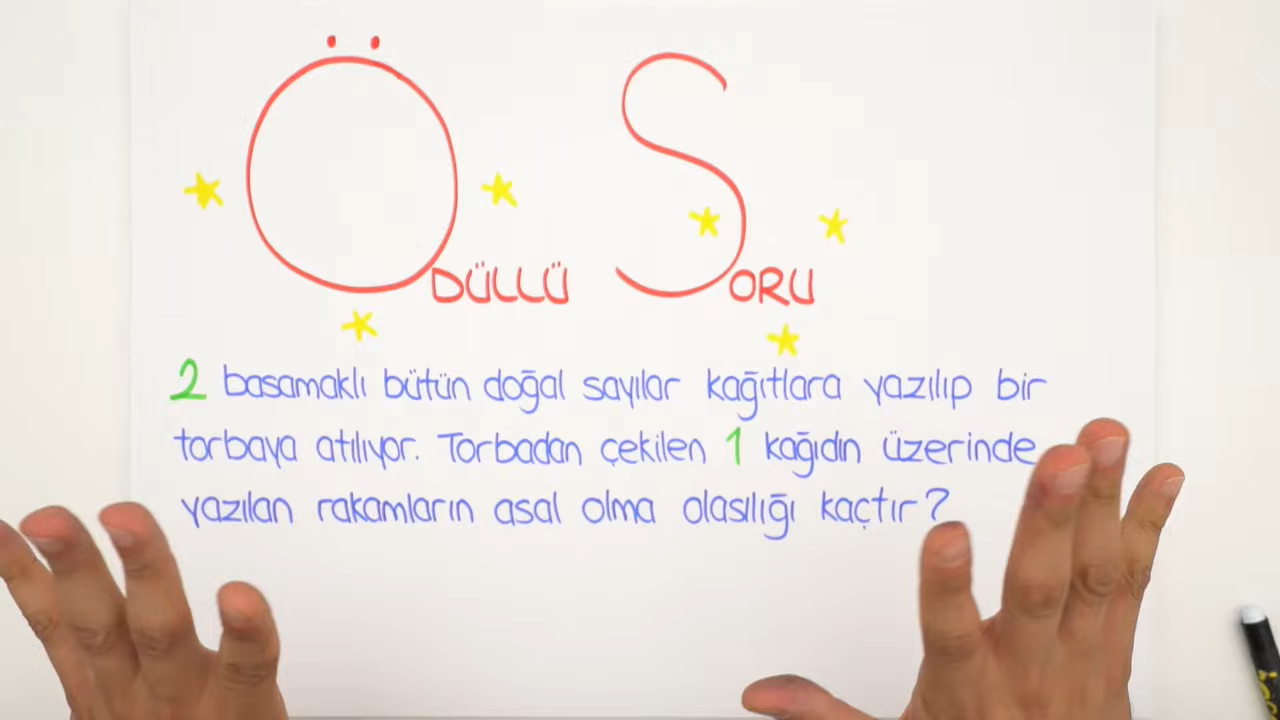 ÖDÜLLÜ SORU
2 basamaklı bütün doğal sayılar kağıtlara yazılıp bir
torbaya atılıyor. Torbadan çekilen 1 kağıdın üzerinde
yazılan rakamların asal olma olasılığı kaçtır?